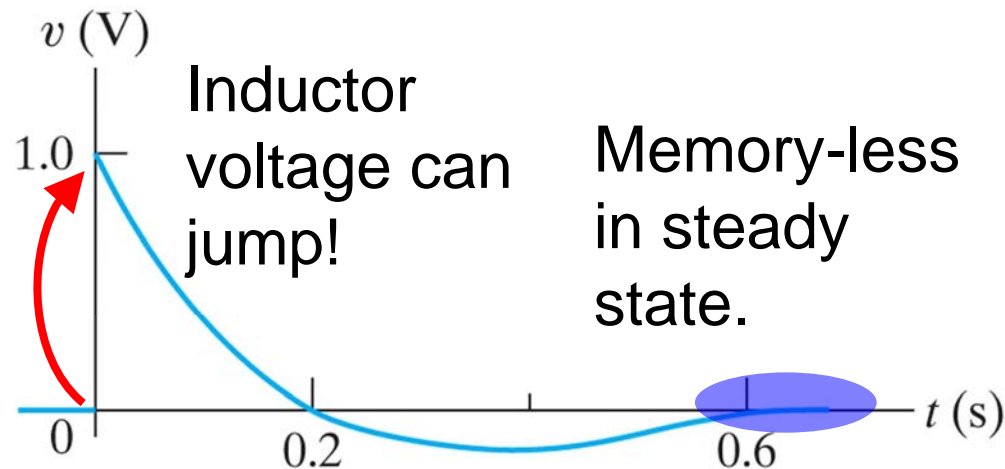 v (V)
Inductor
voltage can
jump!
Memory-less
in steady
state.
1.0
0
0.2
0.6
t (s)